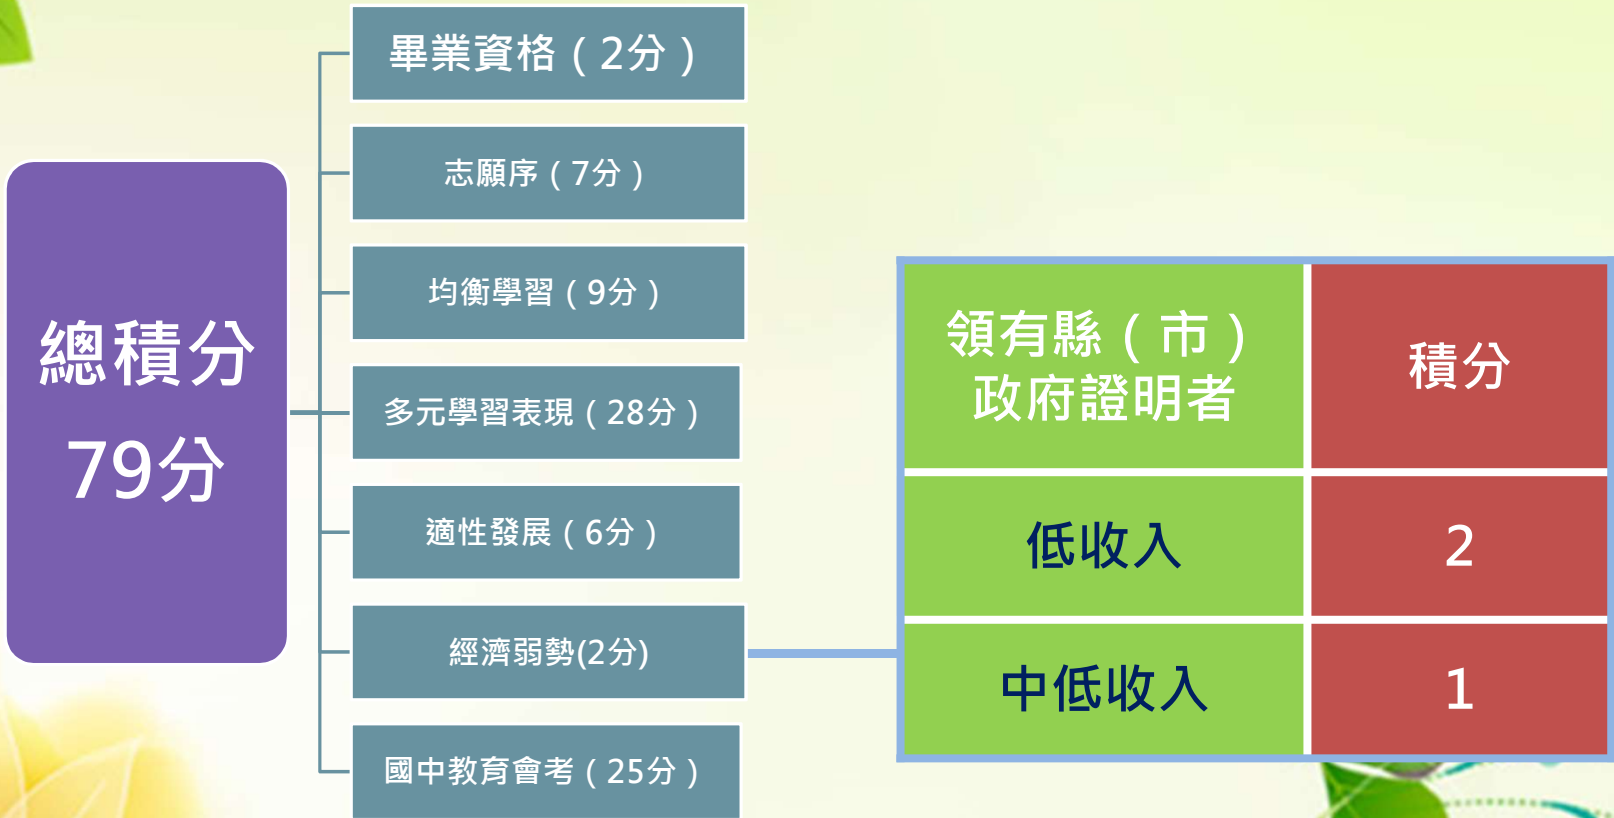 總積分
79分
畢業資格（2分）
志願序（7分）
均衡學習（9分）
多元學習表現（28分）
適性發展（6分）
經濟弱勢(2分)
國中教育會考（25分）
領有縣（市）
政府證明者
積分
低收入
2
中低收入
1